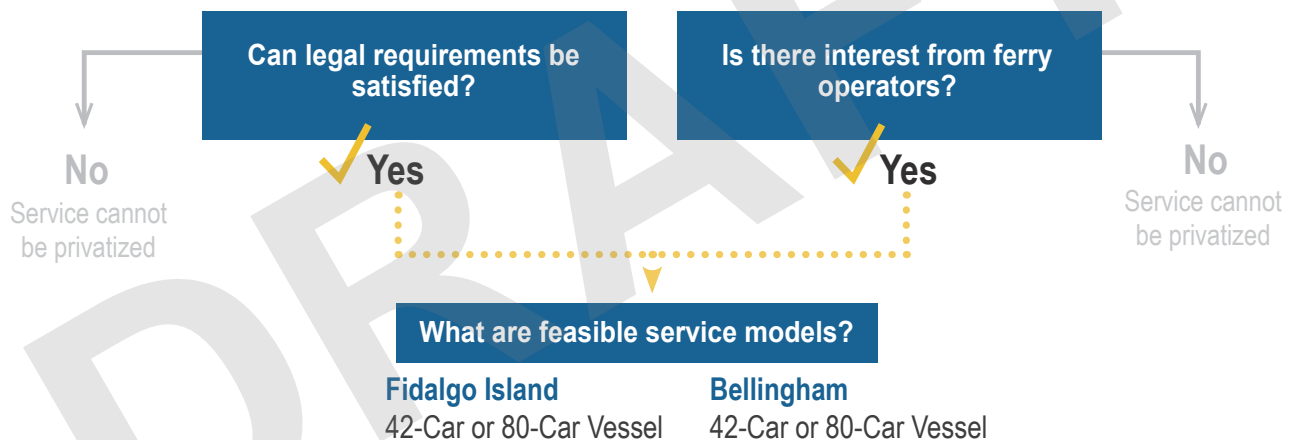 Can legal requirements be
satisfied?
Is there interest from ferry
operators?
No
Service cannot
be privatized
Yes
Yes
No
Service cannot
be privatized
What are feasible service models?
Fidalgo Island
42-Car or 80-Car Vessel
Bellingham
42-Car or 80-Car Vessel
DRAFT